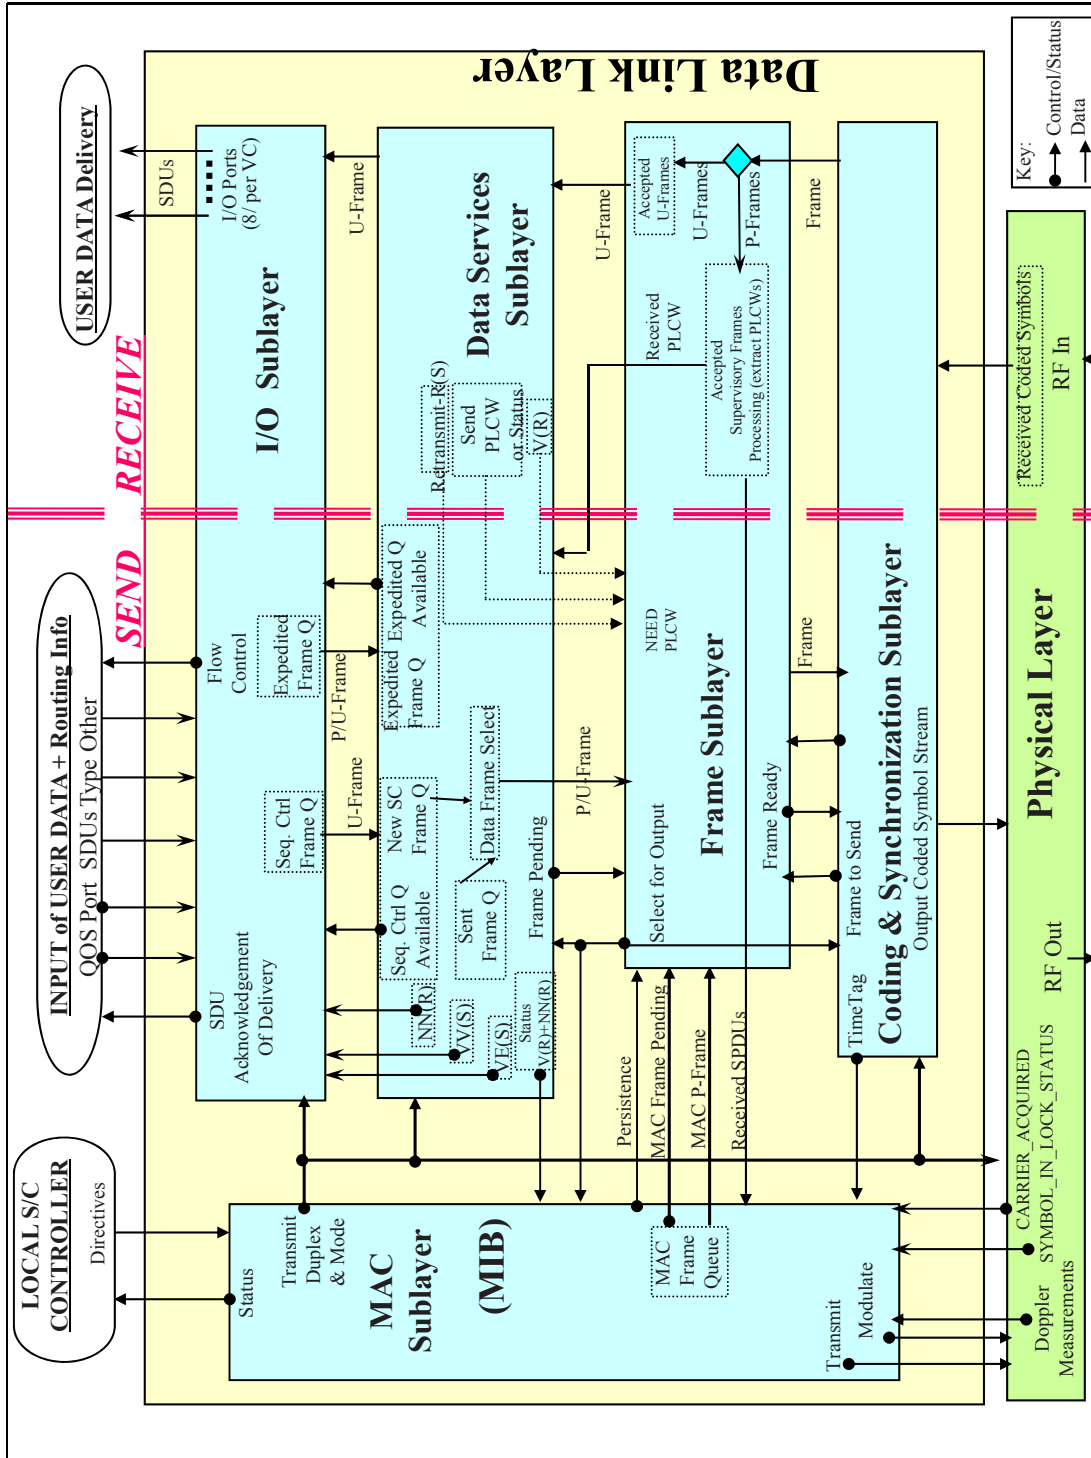 LOCAL S/C
CONTROLLER
Directives
INPUT of USER DATA + Routing Info
QOS Port SDUs Type Other
USER DATA Delivery
SDUs
SEND
RECEIVE
Data Link Layer
Status
Transmit
Duplex
& Mode
MAC
Sublayer
(MIB)
MAC
Frame
Queue
Modulate
Transmit
SDU
Acknowledgement
Of Delivery
Flow
Control
Seq. Ctrl
Frame Q
Expedited
Frame Q
I/O Sublayer
I/O Ports
(8/ per VC)
U-Frame
P/U-Frame
U-Frame
NN(R)
VV(S)
VE(S)
Status
V(R)+NN(R)
Seq. Ctrl Q
Available
New SC
Frame Q
Sent
Frame Q
Data Frame Select
Frame Pending
Expedited
Frame Q
Expedited Q
Available
Retransmit-R(S)
Send
PLCW
or Status
V(R)
Data Services
Sublayer
P/U-Frame
U-Frame
Persistence
MAC Frame Pending
MAC P-Frame
Received SPDUs
Select for Output
NEED
PLCW
Frame Sublayer
Frame Ready
Received
PLCW
Accepted
Supervisory Frames
Processing (extract PLCWs)
Accepted
U-Frames
U-Frames
P-Frames
Frame
Frame
TimeTag
Frame to Send
Coding & Synchronization Sublayer
Output Coded Symbol Stream
Doppler
Measurements
CARRIER_ACQUIRED
SYMBOL_IN_LOCK_STATUS
RF Out
Physical Layer
Received Coded Symbols
RF In
Key:
Control/Status
Data